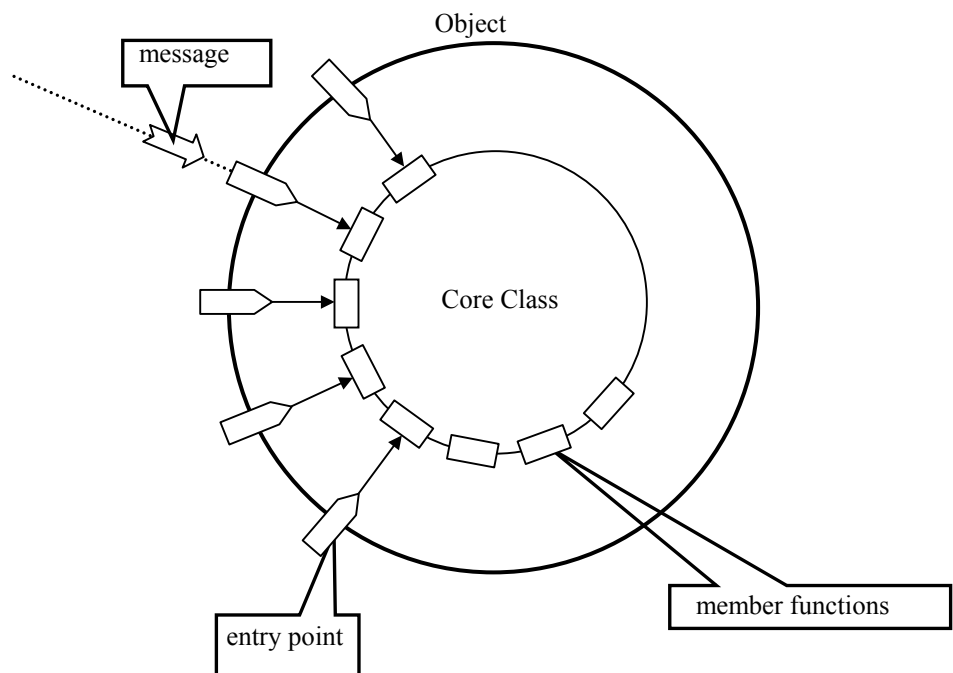 Object
message
Core Class
member functions
entry point